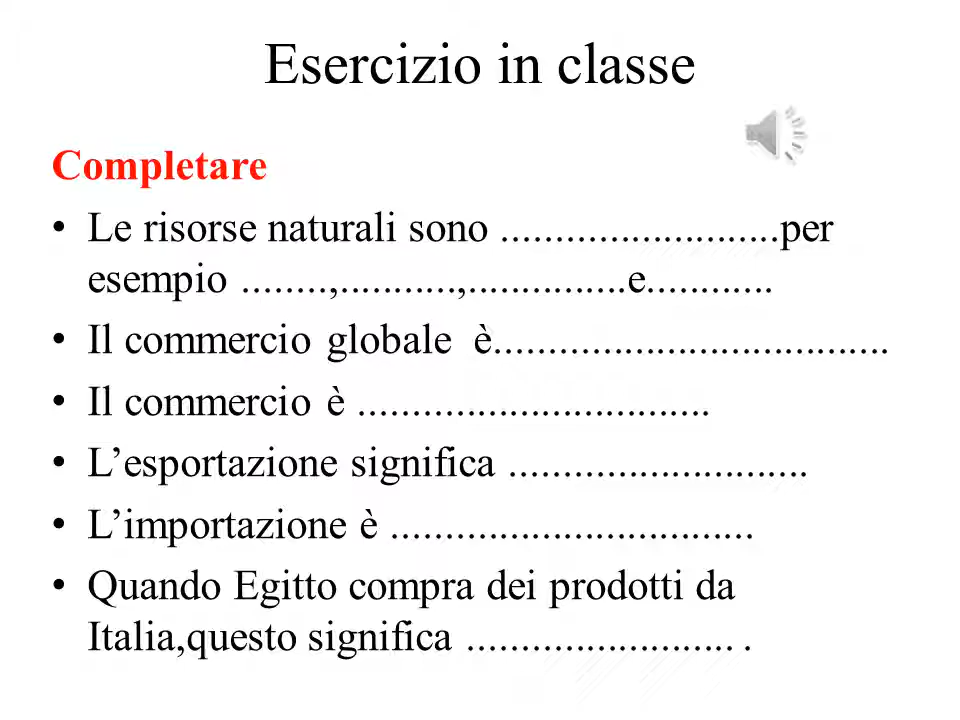 Esercizio in classe
Completare
• Le risorse naturali sono ..........................per
esempio ........,...........,...............e............
• Il commercio globale è.....................................
• Il commercio è .................................
• L’esportazione significa ............................
• L’importazione è ..................................
• Quando Egitto compra dei prodotti da
Italia,questo significa ......................... .